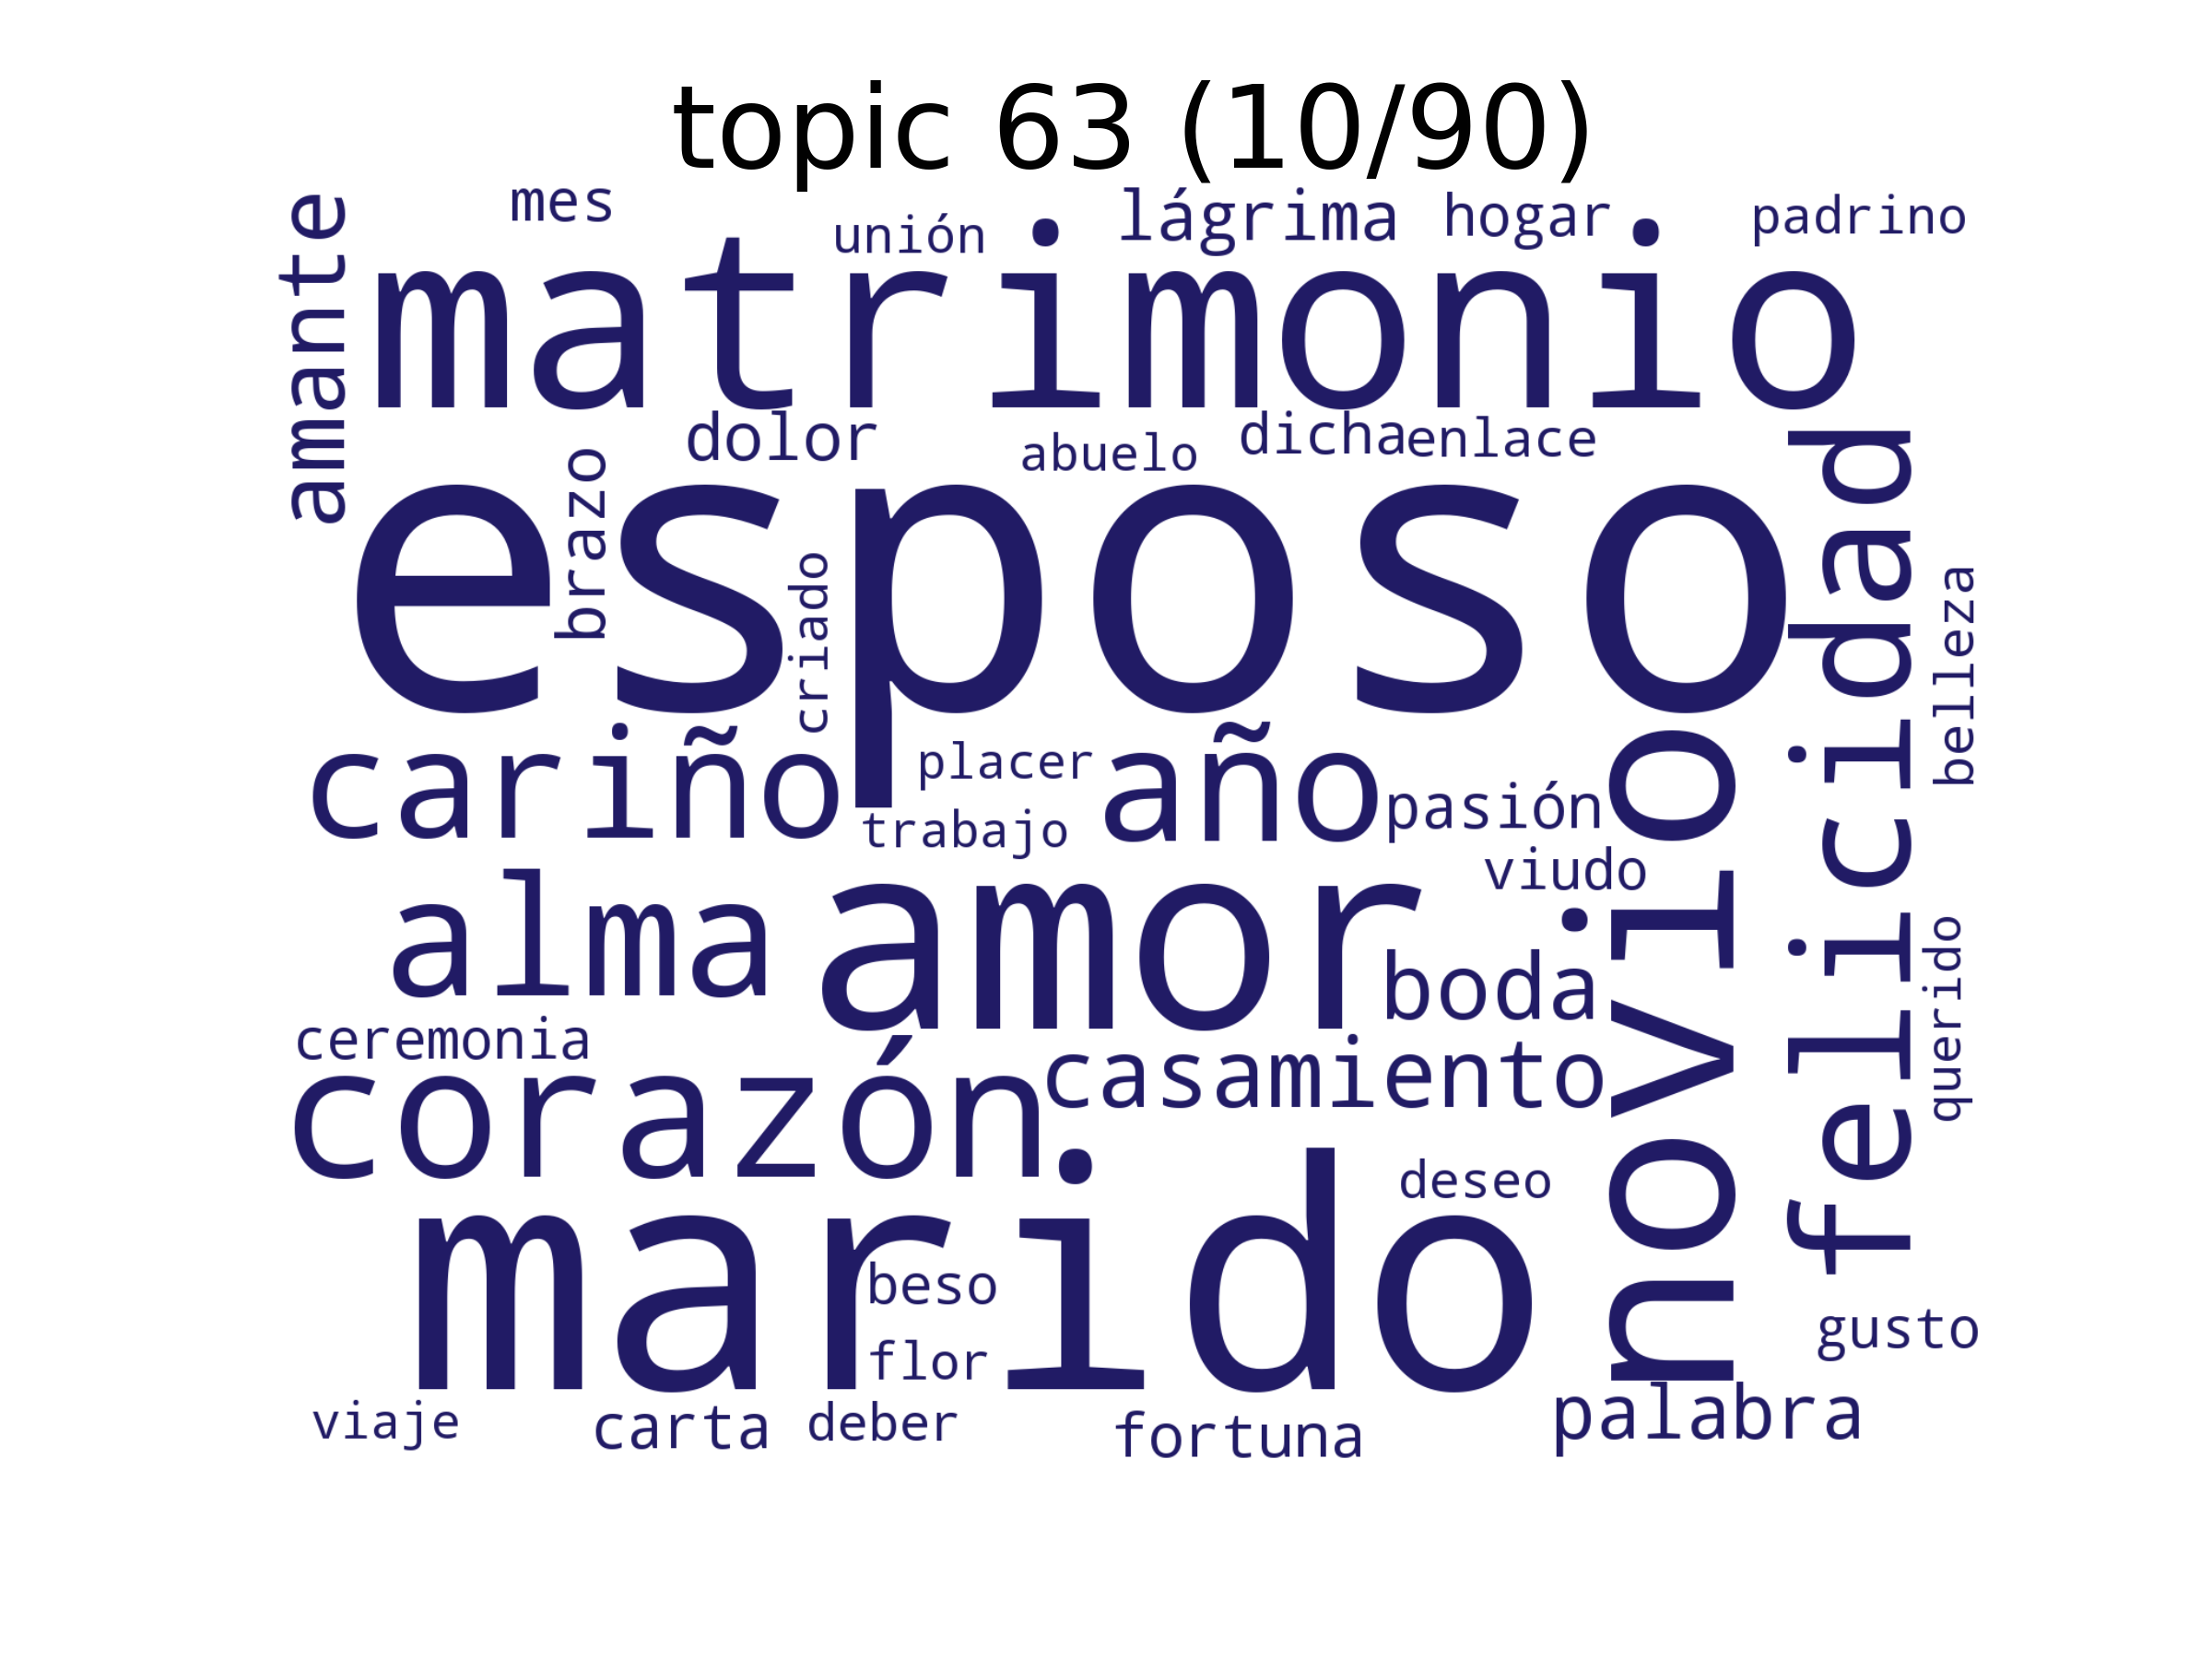 topic 63 (10/90)
amante
mes
unión
lágrima
hogar
padrino
matrimonio
dolor
abuelo
dicha
enlace
brazo
esposo
criado
felicidad
belleza
cariño
placer
año
pasión
trabajo
viudo
novio
alma
amor
boda
querido
ceremonia
corazón
casamiento
deseo
marido
beso
flor
gusto
viaje
carta
deber
fortuna
palabra